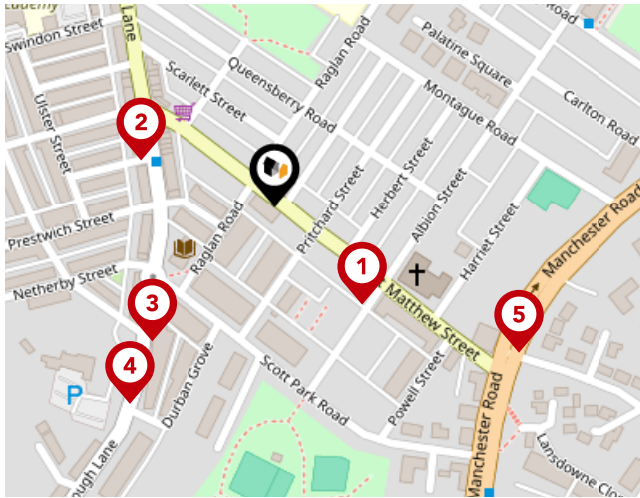 Swindon Street
Lane
Ulster Street
Scarlett Street
Queensberry Road
Raglan Road
Palatine Square
Road
Montague Road
Carlton Road
2
Prestwich Street
Netherby Street
Raglan Road
Pritchard Street
Herbert Street
Albion Street
Harriet Street
Manchester Road
1
Matthew Street
3
5
4
P
Durban Grove
Scott Park Road
Powell Street
Manchester Road
ough Lane
Lansdowne Clo